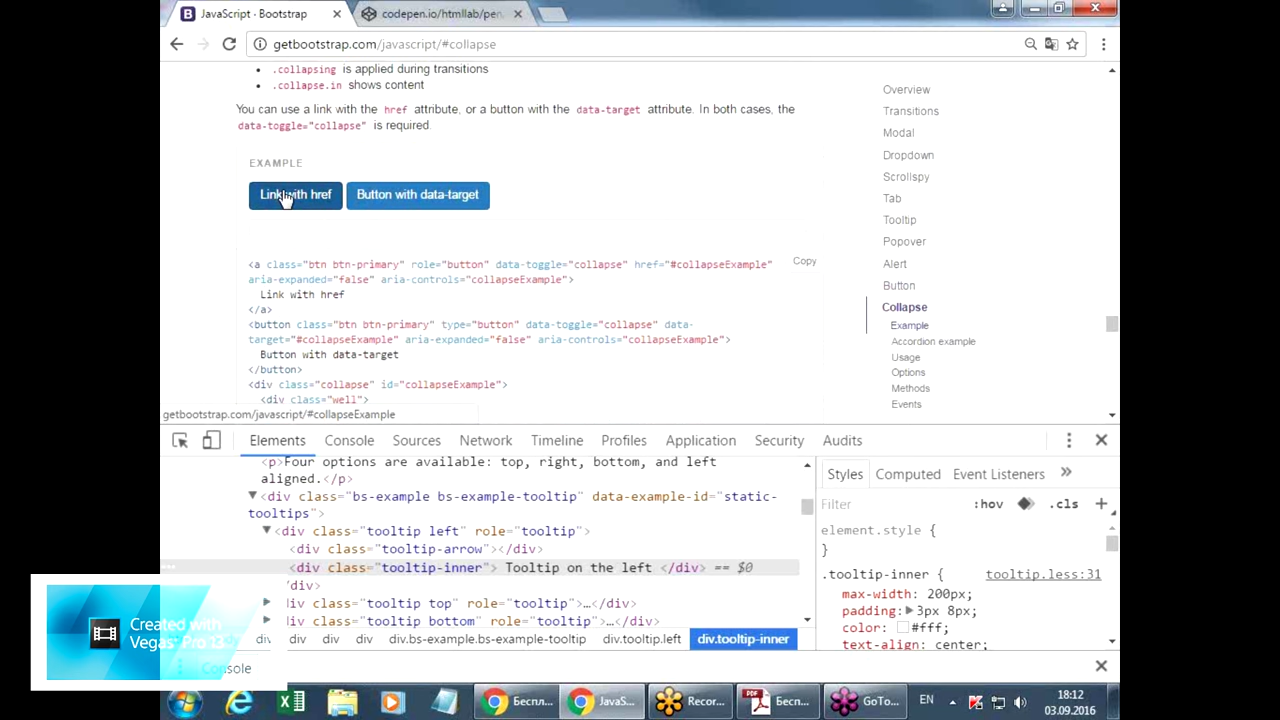 JavaScript · Bootstrap
codepen.io/htmllab/pen
getbootstrap.com/javascript/#collapse
.collapsing is applied during transitions
.collapse.in shows content
You can use a link with the href attribute, or a button with the data-target attribute. In both cases, the
data-toggle="collapse" is required.
EXAMPLE
Link with href
Button with data-target
Copy
<a class="btn btn-primary" role="button" data-toggle="collapse" href="#collapseExample"
aria-expanded="false" aria-controls="collapseExample">
Link with href
</a>
<button class="btn btn-primary" type="button" data-toggle="collapse" data-
target="#collapseExample" aria-expanded="false" aria-controls="collapseExample">
Button with data-target
</button>
<div class="collapse" id="collapseExample">
<div class="well">
getbootstrap.com/javascript/#collapseExample
Overview
Transitions
Modal
Dropdown
Scrollspy
Tab
Tooltip
Popover
Alert
Button
Collapse
Example
Accordion example
Usage
Options
Methods
Events
Elements Console Sources Network Timeline Profiles Application Security Audits
<p>Four options are available: top, right, bottom, and left
aligned.</p>
<div class="bs-example bs-example-tooltip" data-example-id="static-
tooltips">
<div class="tooltip left" role="tooltip">
<div class="tooltip-arrow"></div>
<div class="tooltip-inner"> Tooltip on the left </div> == $0
/div>
div class="tooltip top" role="tooltip">…</div>
div class="tooltip bottom" role="tooltip">…</div>
div div div div.bs-example.bs-example-tooltip div.tooltip.left div.tooltip-inner
Styles Computed Event Listeners
Filter :hov .cls
element.style {
}
.tooltip-inner { tooltip.less:31
max-width: 200px;
padding: 3px 8px;
color: #fff;
text-align: center;
Console
Created with
Vegas Pro 13
Беспл...
JavaS...
Recor...
Бесп...
GoTo...
EN
18:12
03.09.2016